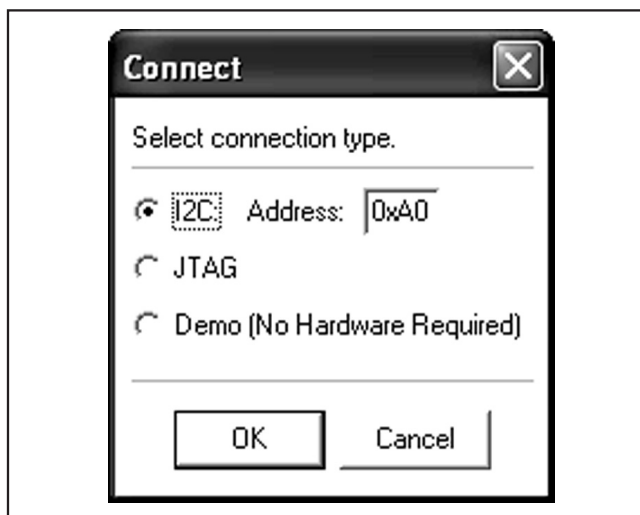 Connect
Select connection type.
I2C: Address: 0xA0
JTAG
Demo (No Hardware Required)
OK Cancel